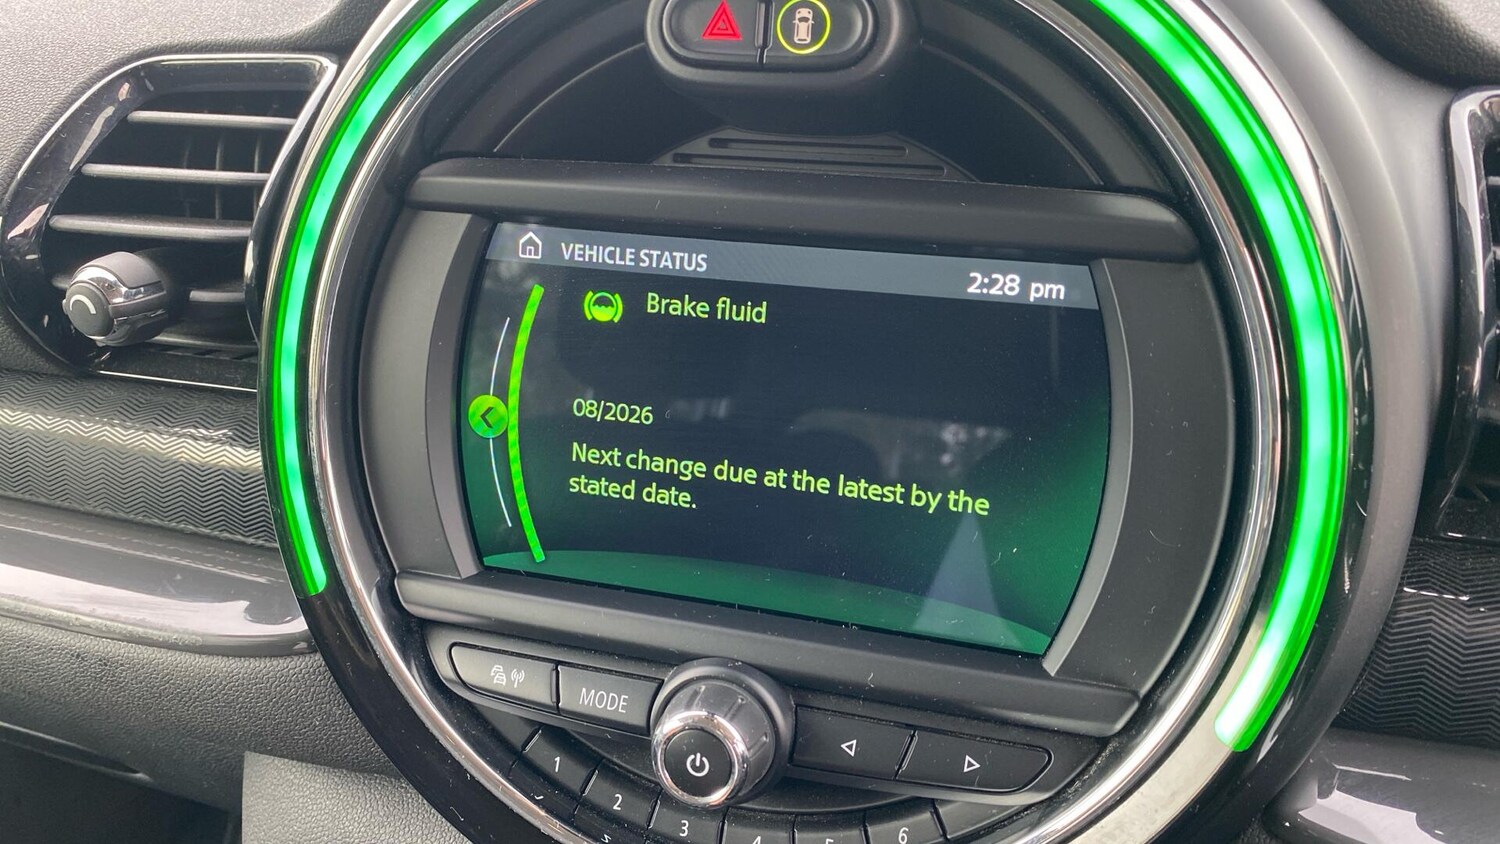 VEHICLE STATUS
2:28 pm
Brake fluid
08/2026
Next change due at the latest by the
stated date.
MODE
1
2
3
4
5
6